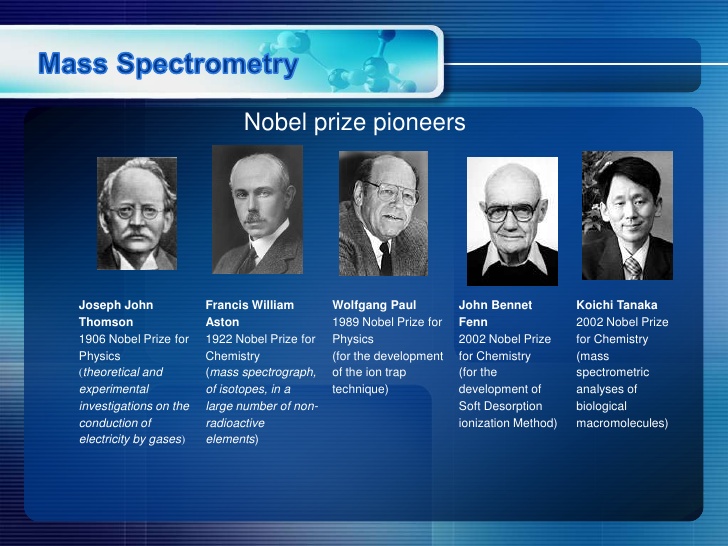 Mass Spectrometry
Nobel prize pioneers
Joseph John
Thomson
1906 Nobel Prize for
Physics
(theoretical and
experimental
investigations on the
conduction of
electricity by gases)
Francis William
Aston
1922 Nobel Prize for
Chemistry
(mass spectrograph,
of isotopes, in a
large number of non-
radioactive
elements)
Wolfgang Paul
1989 Nobel Prize for
Physics
(for the development
of the ion trap
technique)
John Bennet
Fenn
2002 Nobel Prize
for Chemistry
(for the
development of
Soft Desorption
ionization Method)
Koichi Tanaka
2002 Nobel Prize
for Chemistry
(mass
spectrometric
analyses of
biological
macromolecules)